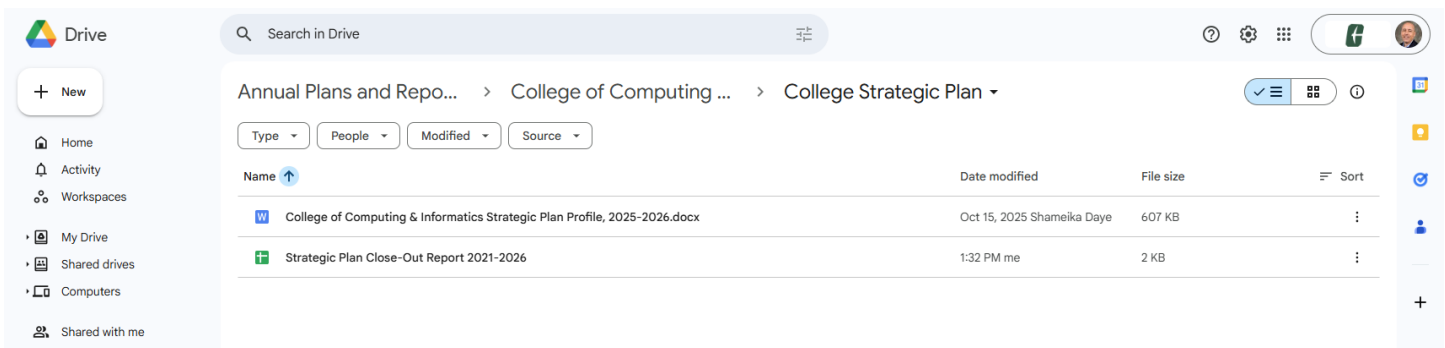 Drive
Search in Drive
New
Annual Plans and Repo... > College of Computing ... > College Strategic Plan
Type People Modified Source
Home
Activity
Workspaces
My Drive
Shared drives
Computers
Shared with me
Name Date modified File size Sort
W College of Computing & Informatics Strategic Plan Profile, 2025-2026.docx Oct 15, 2025 Shameika Daye 607 KB
Strategic Plan Close-Out Report 2021-2026 1:32 PM me 2 KB
31